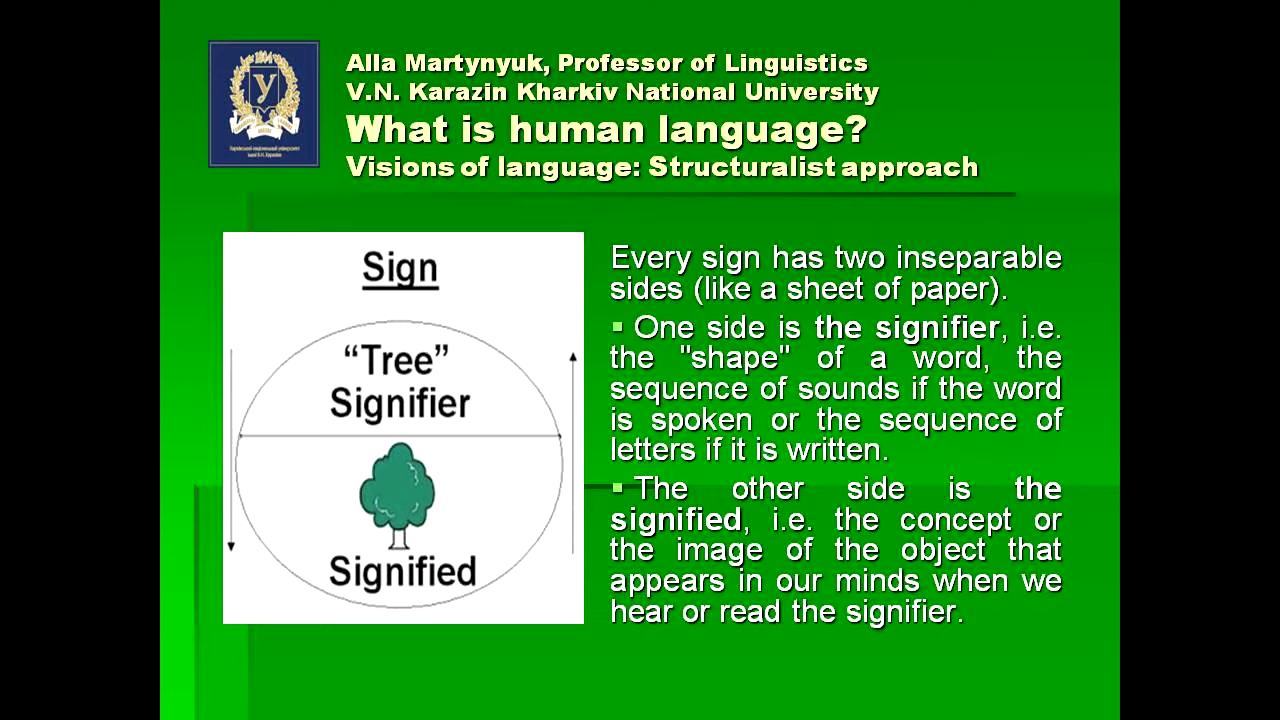 Alla Martynyuk, Professor of Linguistics
V.N. Karazin Kharkiv National University
What is human language?
Visions of language: Structuralist approach
1804
У
Sign
“Tree”
Signifier
Signified
Every sign has two inseparable
sides (like a sheet of paper).
▪ One side is the signifier, i.e.
the "shape" of a word, the
sequence of sounds if the word
is spoken or the sequence of
letters if it is written.
▪ The other side is the
signified, i.e. the concept or
the image of the object that
appears in our minds when we
hear or read the signifier.